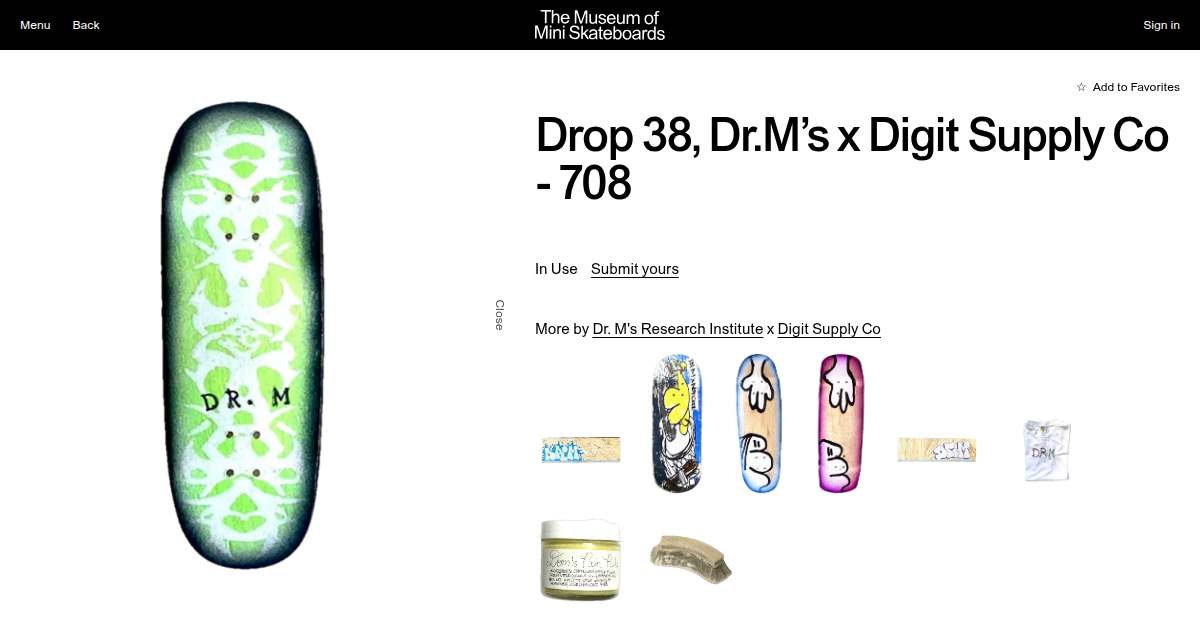 Menu Back
The Museum of
Mini Skateboards
Sign in
☆ Add to Favorites
Drop 38, Dr.M’s x Digit Supply Co
- 708
DR. M
In Use Submit yours
Close
More by Dr. M's Research Institute x Digit Supply Co
DR.M